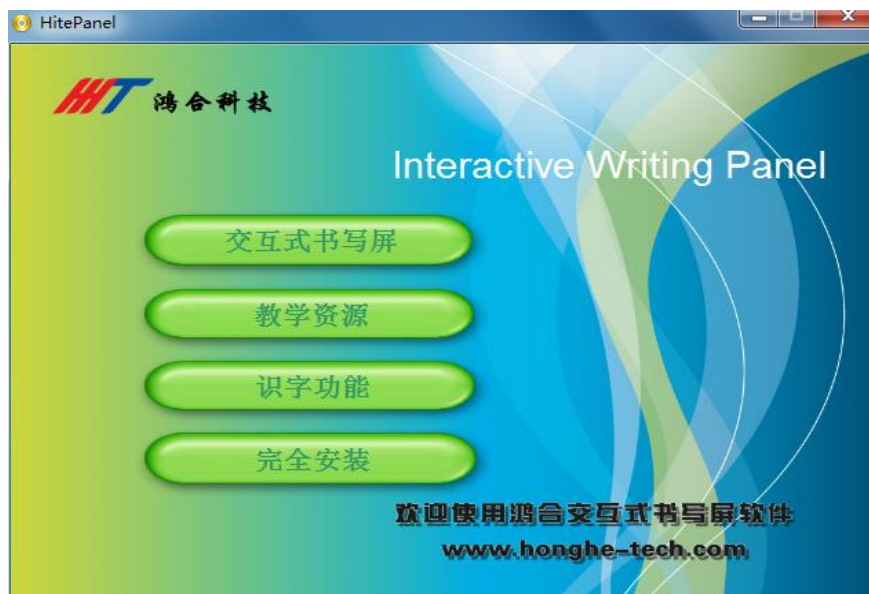 HitePanel
HHT 鸿合科技
Interactive Writing Panel
交互式书写屏
教学资源
识字功能
完全安装
欢迎使用鸿合交互式书写屏软件
www.honghe-tech.com